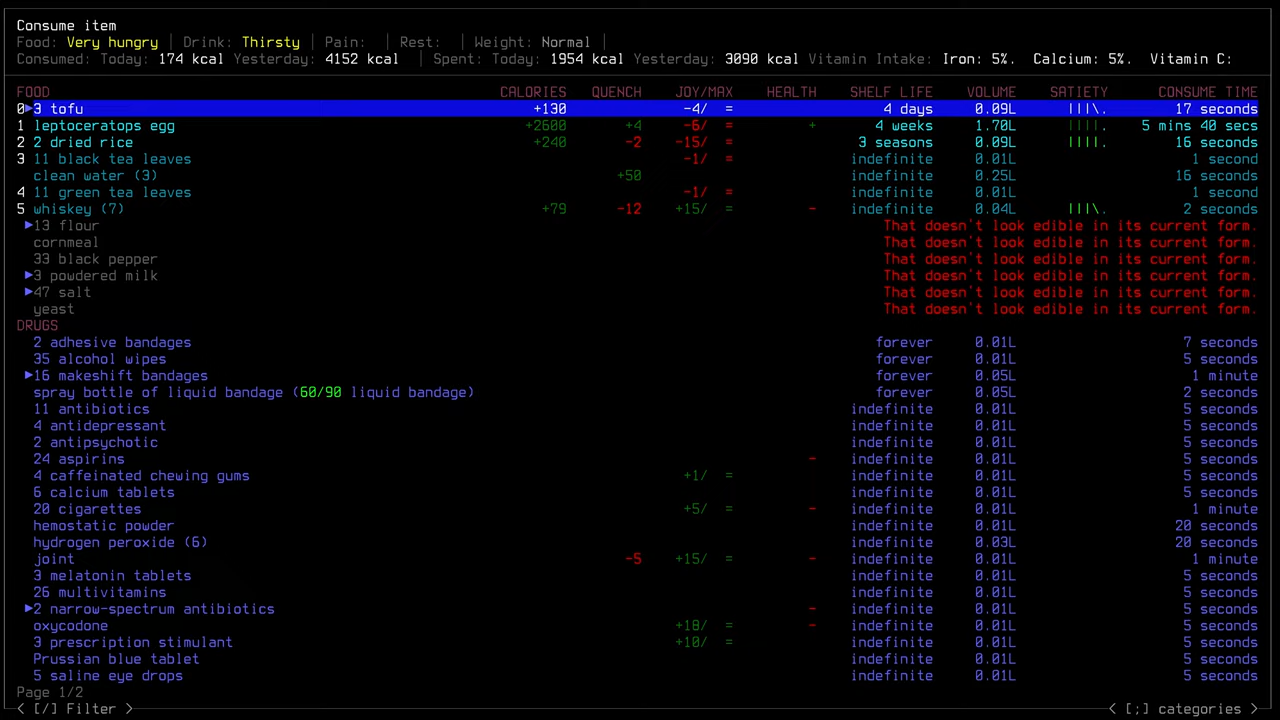 Consume item
Food: Very hungry | Drink: Thirsty | Pain: | Rest: | Weight: Normal |
Consumed: Today: 174 kcal Yesterday: 4152 kcal | Spent: Today: 1954 kcal Yesterday: 3090 kcal Vitamin Intake: Iron: 5%. Calcium: 5%. Vitamin C:
FOOD CALORIES QUENCH JOY/MAX HEALTH SHELF LIFE VOLUME SATIETY CONSUME TIME
0▶3 tofu +130 -4/ = 4 days 0.09L |||\. 17 seconds
1 leptoceratops egg +2600 +4 -6/ = + 4 weeks 1.70L ||||. 5 mins 40 secs
2 2 dried rice +240 -2 -15/ = 3 seasons 0.09L ||||. 16 seconds
3 11 black tea leaves -1/ = indefinite 0.01L 1 second
clean water (3) +50 indefinite 0.25L 16 seconds
4 11 green tea leaves -1/ = indefinite 0.01L 1 second
5 whiskey (7) +79 -12 +15/ = - indefinite 0.04L |||\. 2 seconds
▶13 flour That doesn't look edible in its current form.
cornmeal That doesn't look edible in its current form.
33 black pepper That doesn't look edible in its current form.
▶3 powdered milk That doesn't look edible in its current form.
▶47 salt That doesn't look edible in its current form.
yeast That doesn't look edible in its current form.
DRUGS
2 adhesive bandages forever 0.01L 7 seconds
35 alcohol wipes forever 0.01L 5 seconds
▶16 makeshift bandages forever 0.05L 1 minute
spray bottle of liquid bandage (60/90 liquid bandage) forever 0.05L 2 seconds
11 antibiotics indefinite 0.01L 5 seconds
4 antidepressant indefinite 0.01L 5 seconds
2 antipsychotic indefinite 0.01L 5 seconds
24 aspirins - indefinite 0.01L 5 seconds
4 caffeinated chewing gums +1/ = indefinite 0.01L 5 seconds
6 calcium tablets indefinite 0.01L 5 seconds
20 cigarettes +5/ = - indefinite 0.01L 1 minute
hemostatic powder indefinite 0.01L 20 seconds
hydrogen peroxide (6) indefinite 0.03L 20 seconds
joint -5 +15/ = - indefinite 0.01L 1 minute
3 melatonin tablets indefinite 0.01L 5 seconds
26 multivitamins indefinite 0.01L 5 seconds
▶2 narrow-spectrum antibiotics - indefinite 0.01L 5 seconds
oxycodone +18/ = - indefinite 0.01L 5 seconds
3 prescription stimulant +10/ = indefinite 0.01L 5 seconds
Prussian blue tablet indefinite 0.01L 5 seconds
5 saline eye drops indefinite 0.01L 5 seconds
Page 1/2
< [/] Filter > < [;] categories >